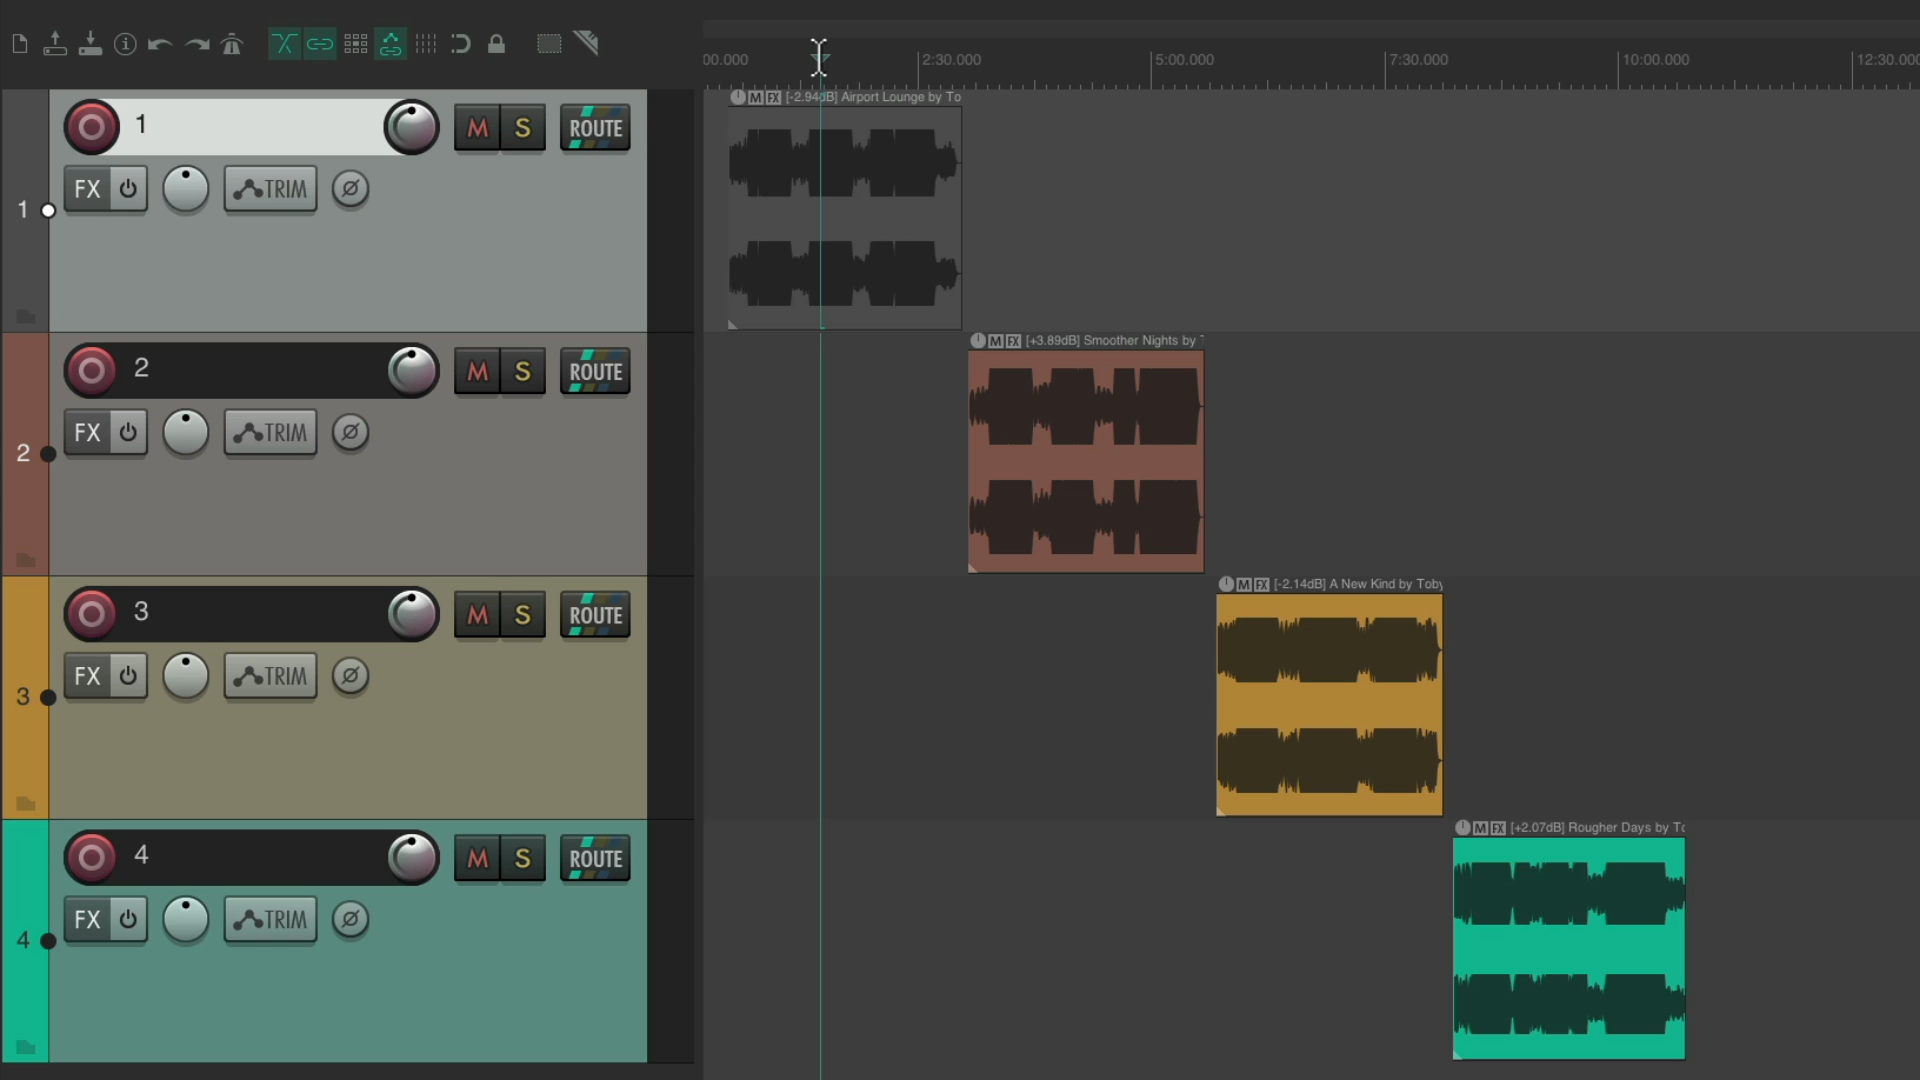 00.000 2:30.000 5:00.000 7:30.000 10:00.000 12:30.000
M FX [-2.94dB] Airport Lounge by To
1 M S ROUTE
FX TRIM
1
M FX [+3.89dB] Smoother Nights by
2 M S ROUTE
FX TRIM
2
M FX [-2.14dB] A New Kind by Toby
3 M S ROUTE
FX TRIM
3
M FX [+2.07dB] Rougher Days by To
4 M S ROUTE
FX TRIM
4